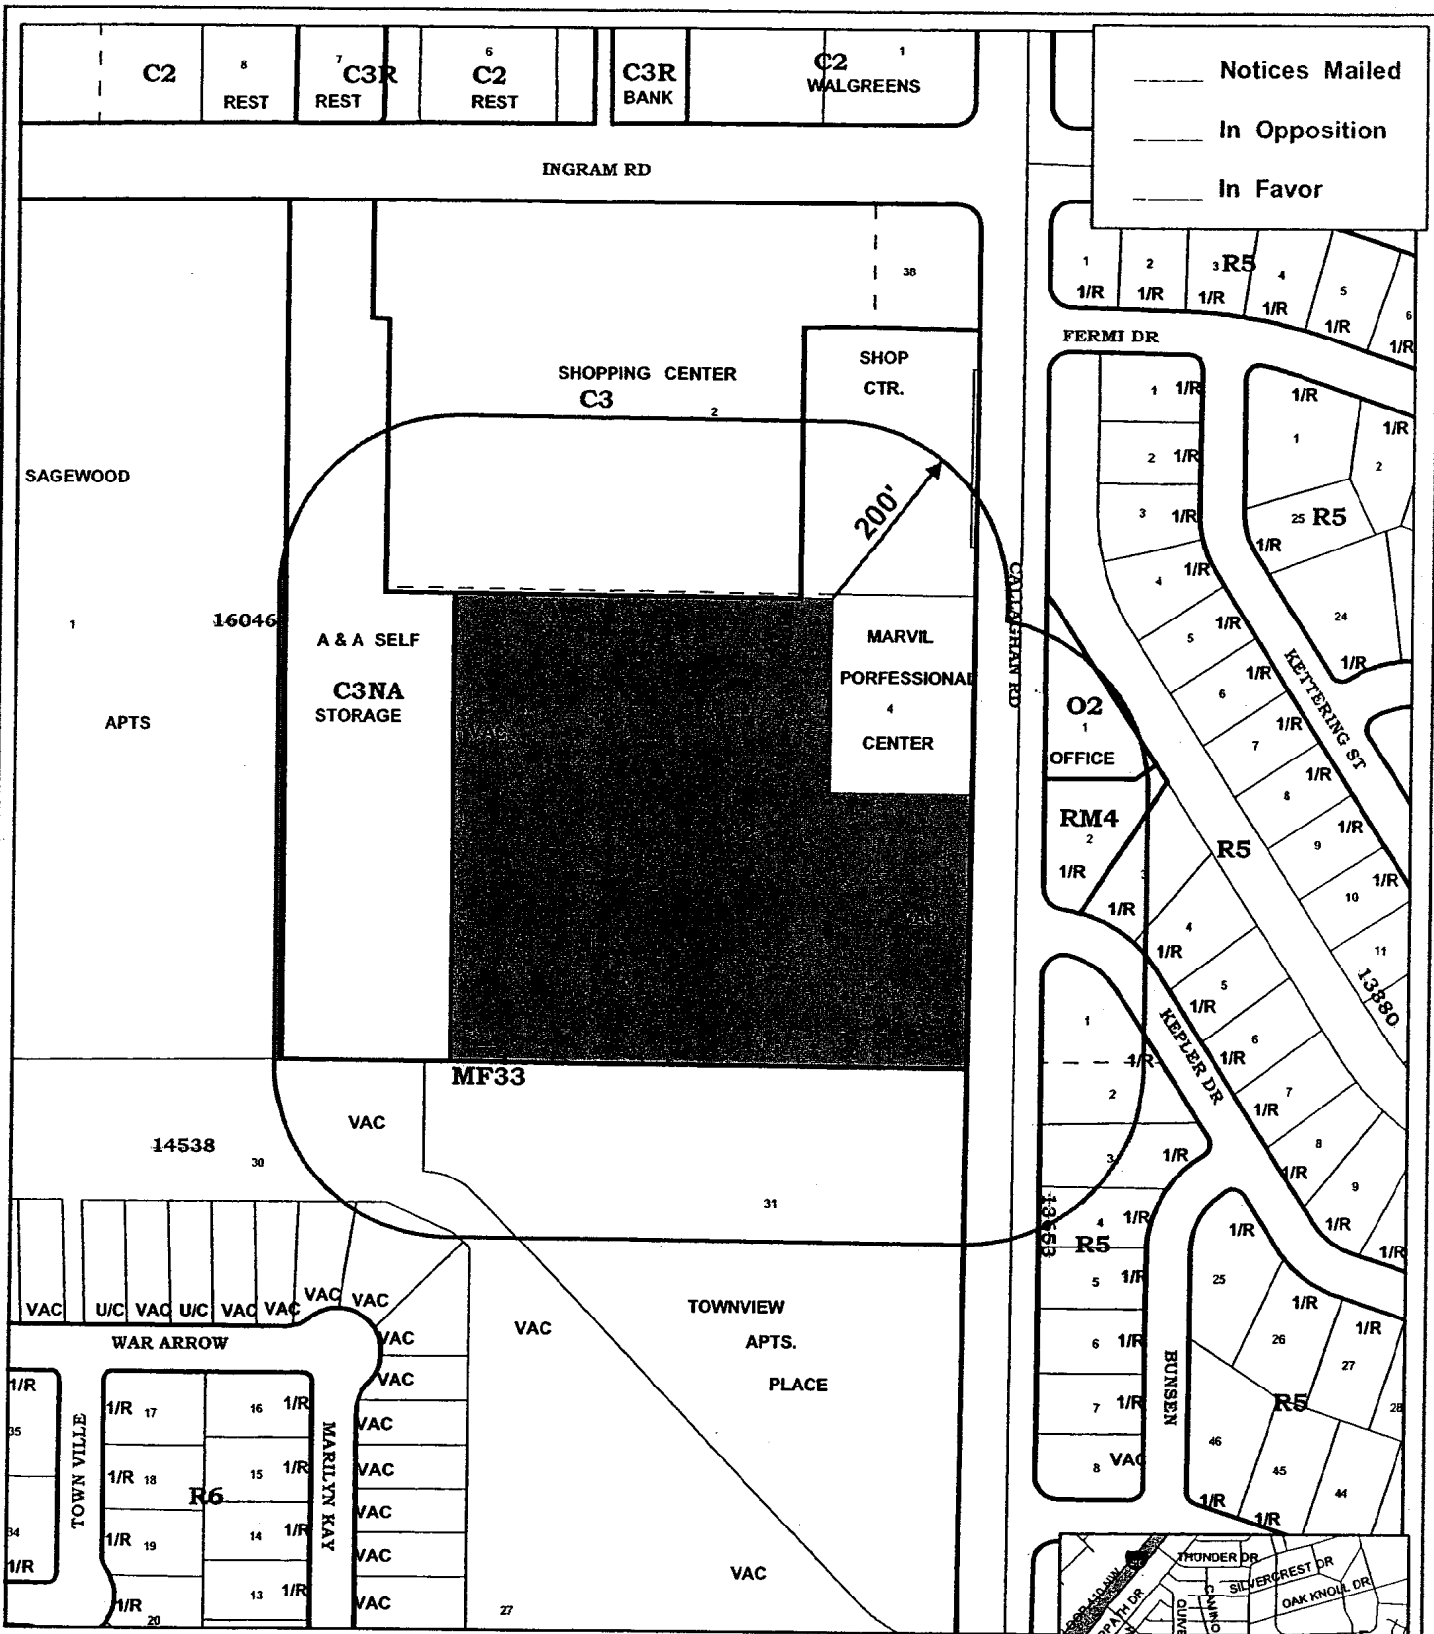 C2
8
REST
7
C3R
REST
6
C2
REST
C3R
BANK
1
C2
WALGREENS
Notices Mailed
In Opposition
In Favor
INGRAM RD
38
1
1/R
2
1/R
3
R5
1/R
4
1/R
5
1/R
6
1/R
FERMI DR
SHOPPING CENTER
C3
2
SHOP
CTR.
1
1/R
2
1/R
3
1/R
4
1/R
5
1/R
6
1/R
7
1/R
8
1/R
9
1/R
10
1/R
11
1/R
1
1/R
2
25
R5
1/R
24
1/R
KETTERING ST
13880
SAGEWOOD
1
APTS
16046
200'
CALLAGHAN RD
A & A SELF
C3NA
STORAGE
VAC
MARVIL
PORFESSIONAL
4
CENTER
O2
1
OFFICE
RM4
2
1/R
R5
3
1/R
4
1/R
5
1/R
6
1/R
7
1/R
8
1/R
9
1/R
1/R
KEPLER DR
1
1/R
2
3
1/R
4
1/R
13653
R5
5
1/R
6
1/R
7
1/R
8
VAC
BUNSEN
MF33
VAC
14538
30
31
TOWNVIEW
APTS.
PLACE
VAC
VAC
27
VAC
U/C
VAC
U/C
VAC
VAC
VAC
VAC
WAR ARROW
VAC
VAC
VAC
VAC
VAC
VAC
VAC
1/R
35
34
1/R
TOWN VILLE
1/R
17
1/R
18
1/R
19
1/R
20
R6
16
1/R
15
1/R
14
1/R
13
1/R
MARILYN KAY
25
1/R
26
1/R
27
1/R
28
R5
46
1/R
45
1/R
44
THUNDER DR
SILVERCREST DR
OAK KNOLL DR